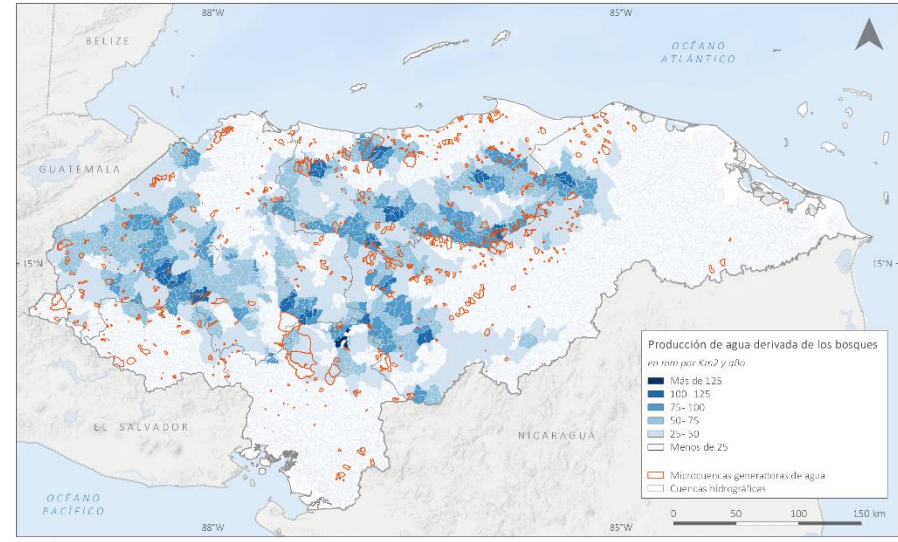 88°W
85°W
BELIZE
OCÉANO
ATLÁNTICO
GUATEMALA
15°N
15°N
Producción de agua derivada de los bosques
en mm por Km2 y año
Más de 125
100- 125
75- 100
50- 75
25- 50
Menos de 25
Microcuencas generadoras de agua
Cuencas hidrográficas
EL SALVADOR
NICARAGUA
OCÉANO
PACÍFICO
88°W
85°W
0 50 100 150 km